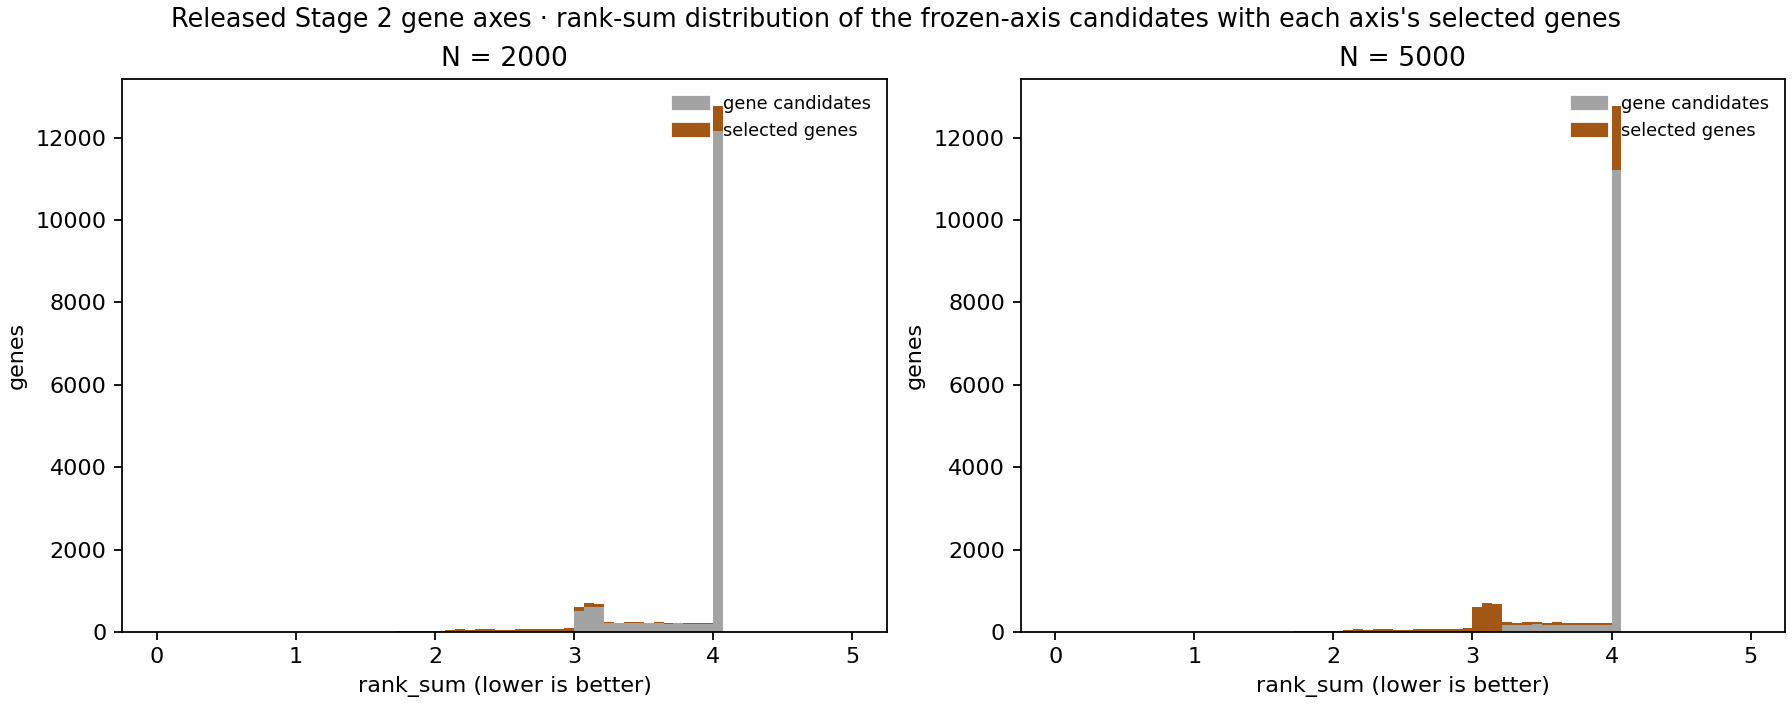 Released Stage 2 gene axes · rank-sum distribution of the frozen-axis candidates with each axis's selected genes
N = 2000
genes
12000
10000
8000
6000
4000
2000
0
gene candidates
selected genes
0 1 2 3 4 5
rank_sum (lower is better)
N = 5000
genes
12000
10000
8000
6000
4000
2000
0
gene candidates
selected genes
0 1 2 3 4 5
rank_sum (lower is better)